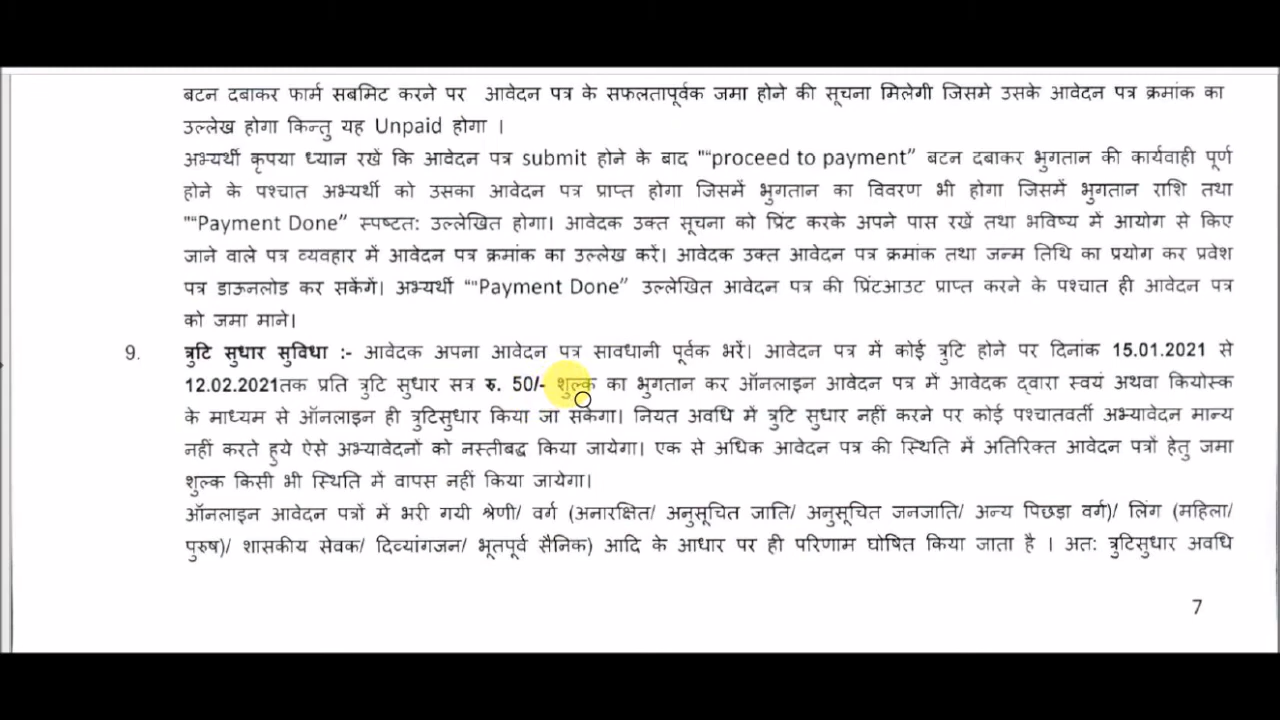 बटन दबाकर फार्म सबमिट करने पर आवेदन पत्र के सफलतापूर्वक जमा होने की सूचना मिलेगी जिसमे उसके आवेदन पत्र क्रमांक का
उल्लेख होगा किन्तु यह Unpaid होगा ।
अभ्यर्थी कृपया ध्यान रखें कि आवेदन पत्र submit होने के बाद ""proceed to payment" बटन दबाकर भुगतान की कार्यवाही पूर्ण
होने के पश्चात अभ्यर्थी को उसका आवेदन पत्र प्राप्त होगा जिसमें भुगतान का विवरण भी होगा जिसमें भुगतान राशि तथा
""Payment Done" स्पष्टत: उल्लेखित होगा। आवेदक उक्त सूचना को प्रिंट करके अपने पास रखें तथा भविष्य में आयोग से किए
जाने वाले पत्र व्यवहार में आवेदन पत्र क्रमांक का उल्लेख करें। आवेदक उक्त आवेदन पत्र क्रमांक तथा जन्म तिथि का प्रयोग कर प्रवेश
पत्र डाऊनलोड कर सकेंगें। अभ्यर्थी ""Payment Done" उल्लेखित आवेदन पत्र की प्रिंटआउट प्राप्त करने के पश्चात ही आवेदन पत्र
को जमा माने।
9. त्रुटि सुधार सुविधा :- आवेदक अपना आवेदन पत्र सावधानी पूर्वक भरें। आवेदन पत्र में कोई त्रुटि होने पर दिनांक 15.01.2021 से
12.02.2021तक प्रति त्रुटि सुधार सत्र रु. 50/- शुल्क का भुगतान कर ऑनलाइन आवेदन पत्र में आवेदक द्वारा स्वयं अथवा कियोस्क
के माध्यम से ऑनलाइन ही त्रुटिसुधार किया जा सकेगा। नियत अवधि में त्रुटि सुधार नहीं करने पर कोई पश्चातवर्ती अभ्यावेदन मान्य
नहीं करते हुये ऐसे अभ्यावेदनों को नस्तीबद्ध किया जायेगा। एक से अधिक आवेदन पत्र की स्थिति में अतिरिक्त आवेदन पत्रों हेतु जमा
शुल्क किसी भी स्थिति में वापस नहीं किया जायेगा।
ऑनलाइन आवेदन पत्रों में भरी गयी श्रेणी/ वर्ग (अनारक्षित/ अनुसूचित जाति/ अनुसूचित जनजाति/ अन्य पिछड़ा वर्ग)/ लिंग (महिला/
पुरुष)/ शासकीय सेवक/ दिव्यांगजन/ भूतपूर्व सैनिक) आदि के आधार पर ही परिणाम घोषित किया जाता है । अत: त्रुटिसुधार अवधि
7